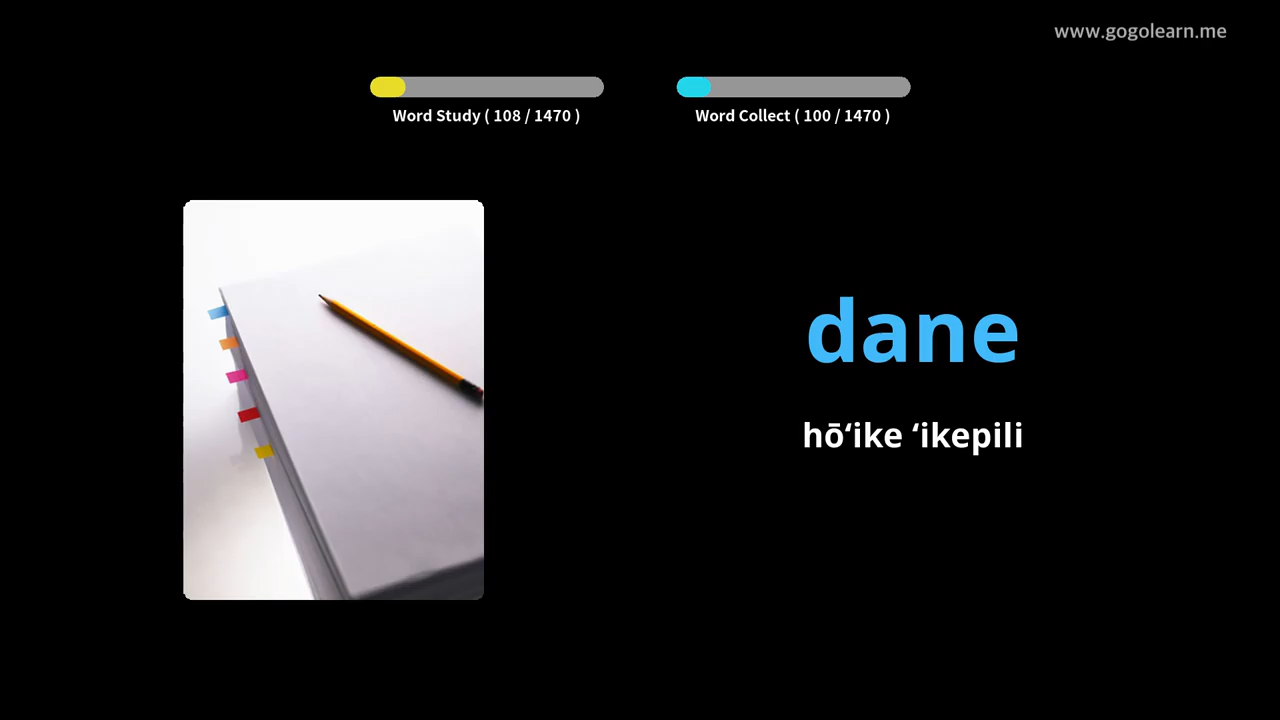 www.gogolearn.me
Word Study ( 108 / 1470 )
Word Collect ( 100 / 1470 )
dane
hōʻike ʻikepili